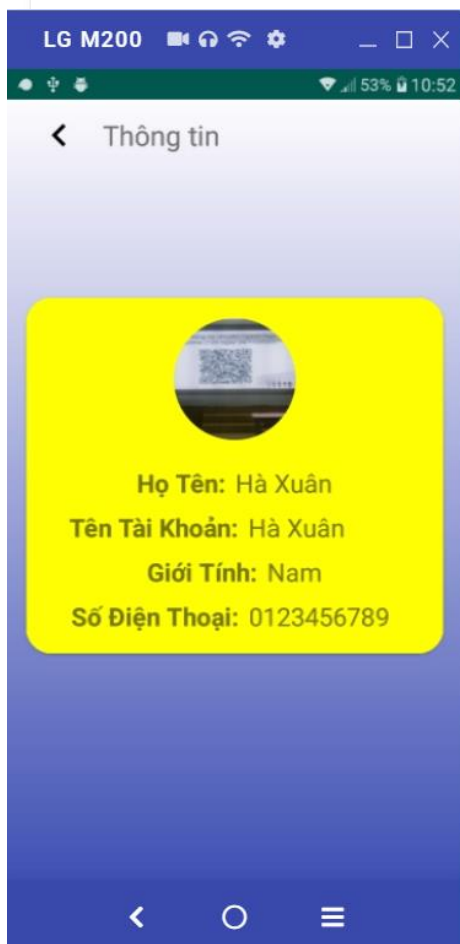 LG M200
53% 10:52
Thông tin
Họ Tên: Hà Xuân
Tên Tài Khoản: Hà Xuân
Giới Tính: Nam
Số Điện Thoại: 0123456789